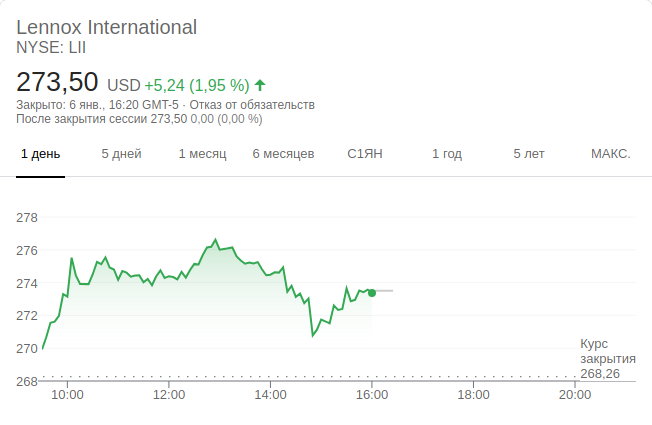 Lennox International
NYSE: LII
273,50 USD +5,24 (1,95 %)
Закрыто: 6 янв., 16:20 GMT-5 · Отказ от обязательств
После закрытия сессии 273,50 0,00 (0,00 %)
1 день 5 дней 1 месяц 6 месяцев С1ЯН 1 год 5 лет МАКС.
278
276
274
272
270
Курс
закрытия
268,26
268
10:00 12:00 14:00 16:00 18:00 20:00